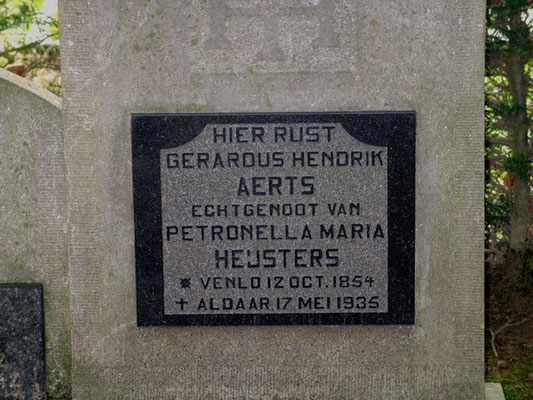 HIER RUST
GERARDUS HENDRIK
AERTS
ECHTGENOOT VAN
PETRONELLA MARIA
HEIJSTERS
* VENLO 12 OCT. 1854
† ALDAAR 17 MEI 1935